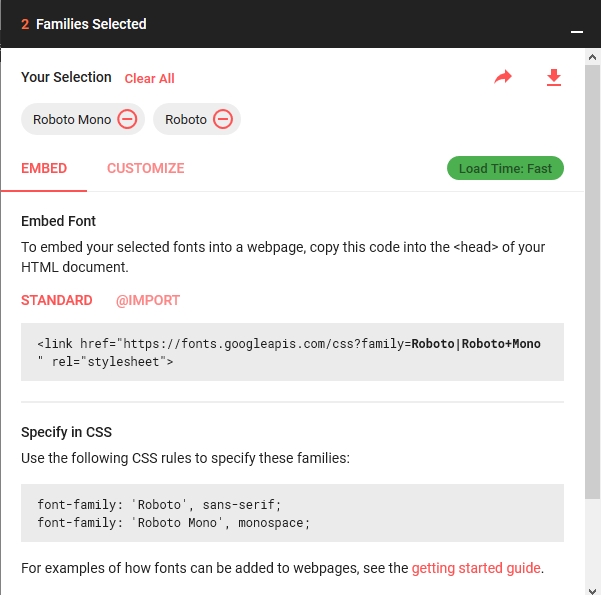 2 Families Selected
Your Selection Clear All
Roboto Mono Roboto
EMBED CUSTOMIZE Load Time: Fast
Embed Font
To embed your selected fonts into a webpage, copy this code into the <head> of your
HTML document.
STANDARD @IMPORT
<link href="https://fonts.googleapis.com/css?family=Roboto|Roboto+Mono
" rel="stylesheet">
Specify in CSS
Use the following CSS rules to specify these families:
font-family: 'Roboto', sans-serif;
font-family: 'Roboto Mono', monospace;
For examples of how fonts can be added to webpages, see the getting started guide.